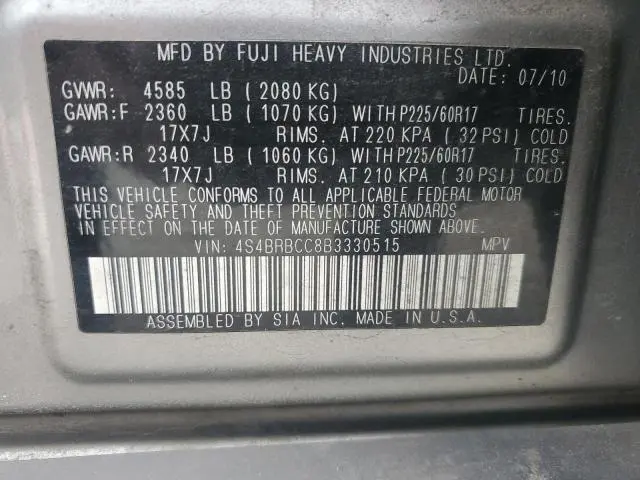 MFD BY FUJI HEAVY INDUSTRIES LTD.
DATE: 07/10
GVWR: 4585 LB (2080 KG)
GAWR:F 2360 LB (1070 KG) WITH P225/60R17 TIRES.
17X7J RIMS. AT 220 KPA (32 PSI) COLD
GAWR:R 2340 LB (1060 KG) WITH P225/60R17 TIRES.
17X7J RIMS. AT 210 KPA (30 PSI) COLD
THIS VEHICLE CONFORMS TO ALL APPLICABLE FEDERAL MOTOR
VEHICLE SAFETY AND THEFT PREVENTION STANDARDS
IN EFFECT ON THE DATE OF MANUFACTURE SHOWN ABOVE.
VIN: 4S4BRBCC8B3330515 MPV
ASSEMBLED BY SIA INC. MADE IN U.S.A.